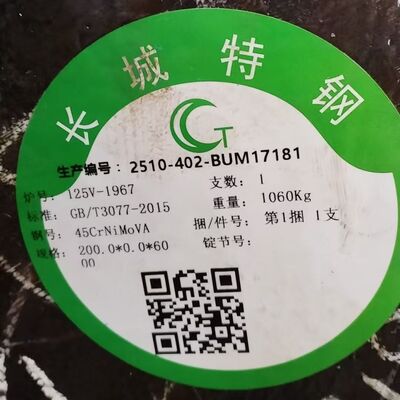 长城特钢
GT
生产编号：2510-402-BUM17181
炉号：125V-1967 支数：1
标准：GB/T3077-2015 重量：1060Kg
钢号：45CrNiMoVA 捆/件号：第1捆 1支
规格：200.0*0.0*60 锭节号：
00